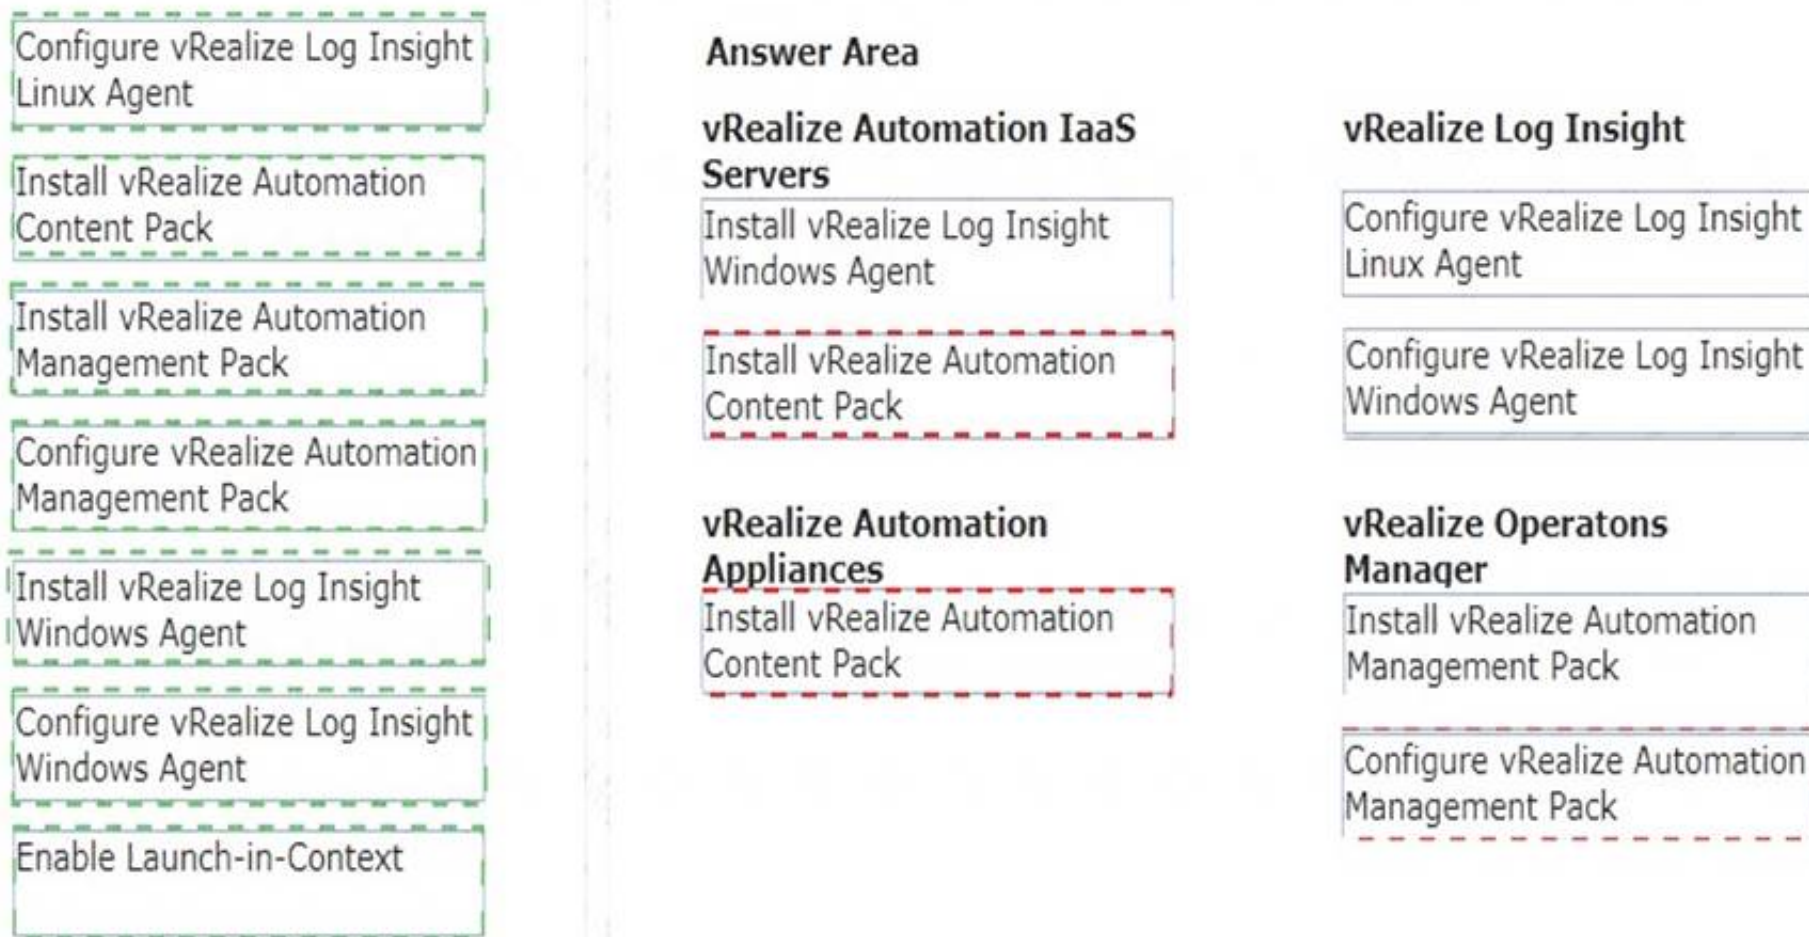 Configure vRealize Log Insight
Linux Agent
Install vRealize Automation
Content Pack
Install vRealize Automation
Management Pack
Configure vRealize Automation
Management Pack
Install vRealize Log Insight
Windows Agent
Configure vRealize Log Insight
Windows Agent
Enable Launch-in-Context
Answer Area
vRealize Automation IaaS
Servers
Install vRealize Log Insight
Windows Agent
Install vRealize Automation
Content Pack
vRealize Automation
Appliances
Install vRealize Automation
Content Pack
vRealize Log Insight
Configure vRealize Log Insight
Linux Agent
Configure vRealize Log Insight
Windows Agent
vRealize Operatons
Manager
Install vRealize Automation
Management Pack
Configure vRealize Automation
Management Pack